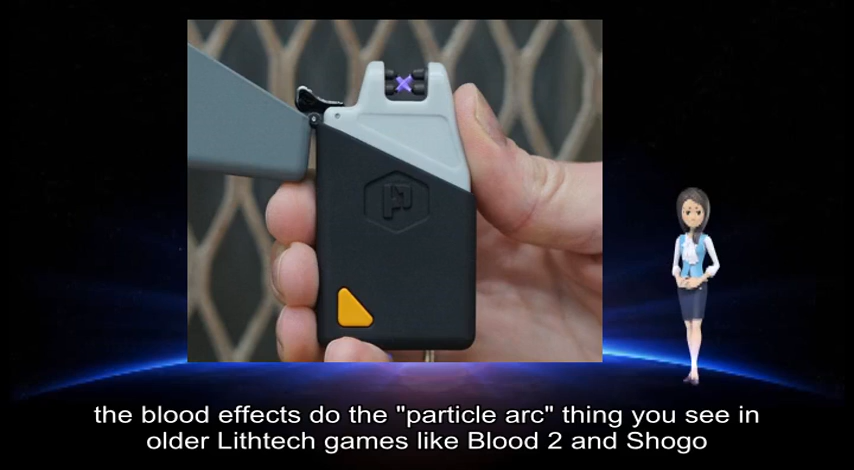 the blood effects do the "particle arc" thing you see in
older Lithtech games like Blood 2 and Shogo